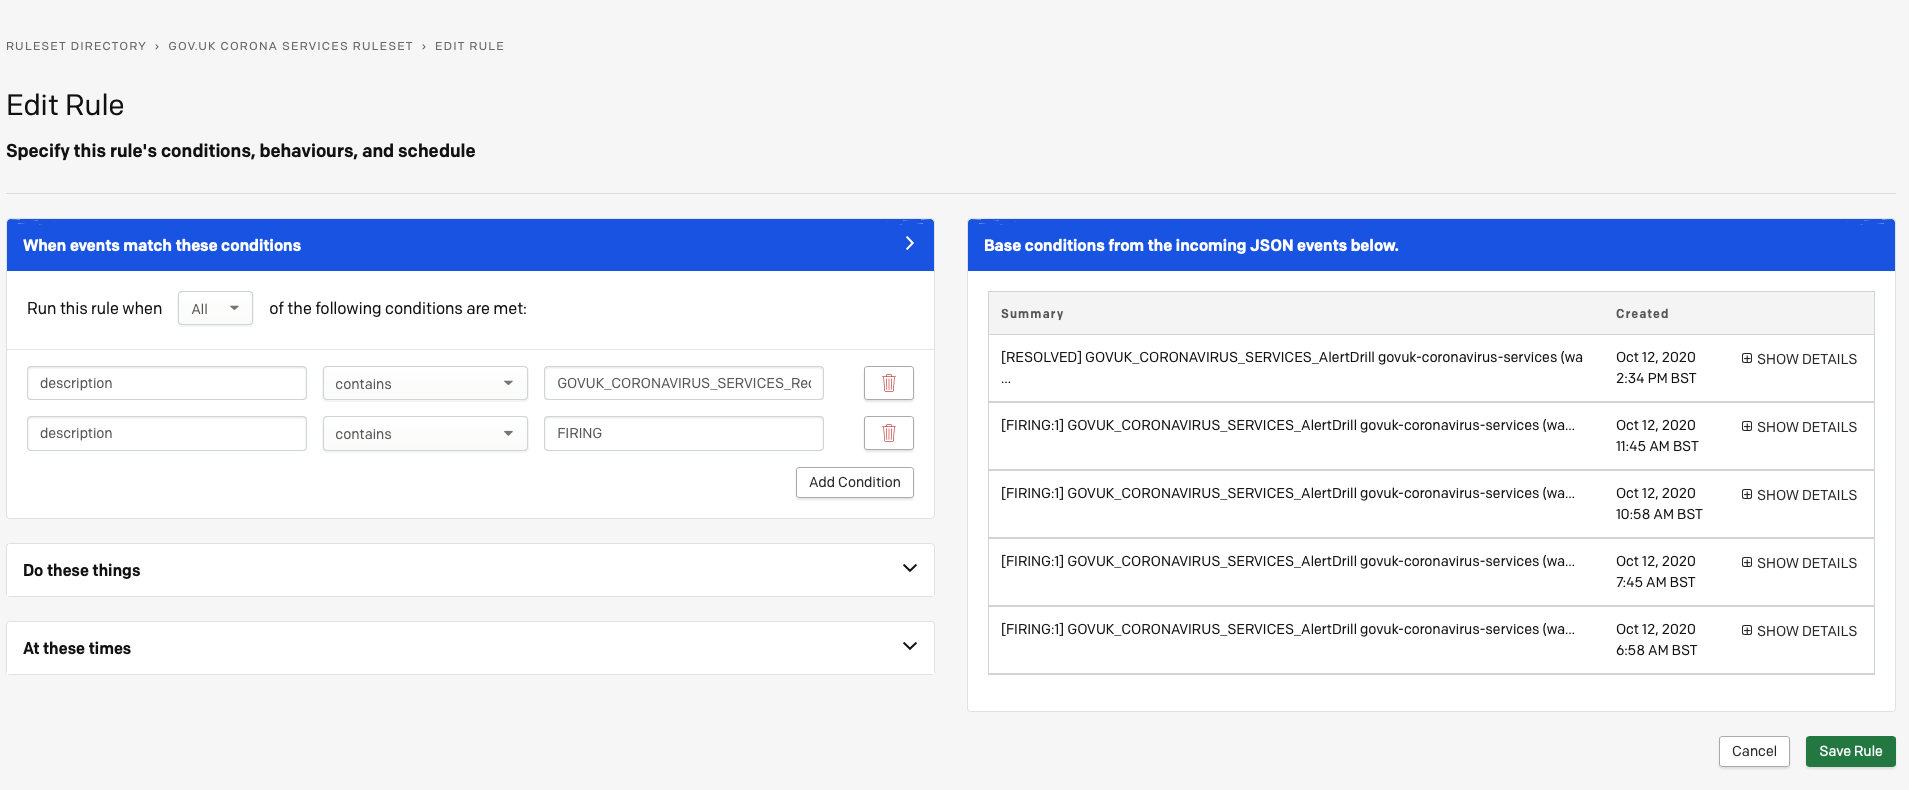 RULESET DIRECTORY › GOV.UK CORONA SERVICES RULESET › EDIT RULE
Edit Rule
Specify this rule's conditions, behaviours, and schedule
When events match these conditions
Run this rule when All of the following conditions are met:
description contains GOVUK_CORONAVIRUS_SERVICES_Rec
description contains FIRING
Add Condition
Do these things
At these times
Base conditions from the incoming JSON events below.
Summary Created
[RESOLVED] GOVUK_CORONAVIRUS_SERVICES_AlertDrill govuk-coronavirus-services (wa Oct 12, 2020 SHOW DETAILS
... 2:34 PM BST
[FIRING:1] GOVUK_CORONAVIRUS_SERVICES_AlertDrill govuk-coronavirus-services (wa... Oct 12, 2020 SHOW DETAILS
11:45 AM BST
[FIRING:1] GOVUK_CORONAVIRUS_SERVICES_AlertDrill govuk-coronavirus-services (wa... Oct 12, 2020 SHOW DETAILS
10:58 AM BST
[FIRING:1] GOVUK_CORONAVIRUS_SERVICES_AlertDrill govuk-coronavirus-services (wa... Oct 12, 2020 SHOW DETAILS
7:45 AM BST
[FIRING:1] GOVUK_CORONAVIRUS_SERVICES_AlertDrill govuk-coronavirus-services (wa... Oct 12, 2020 SHOW DETAILS
6:58 AM BST
Cancel Save Rule